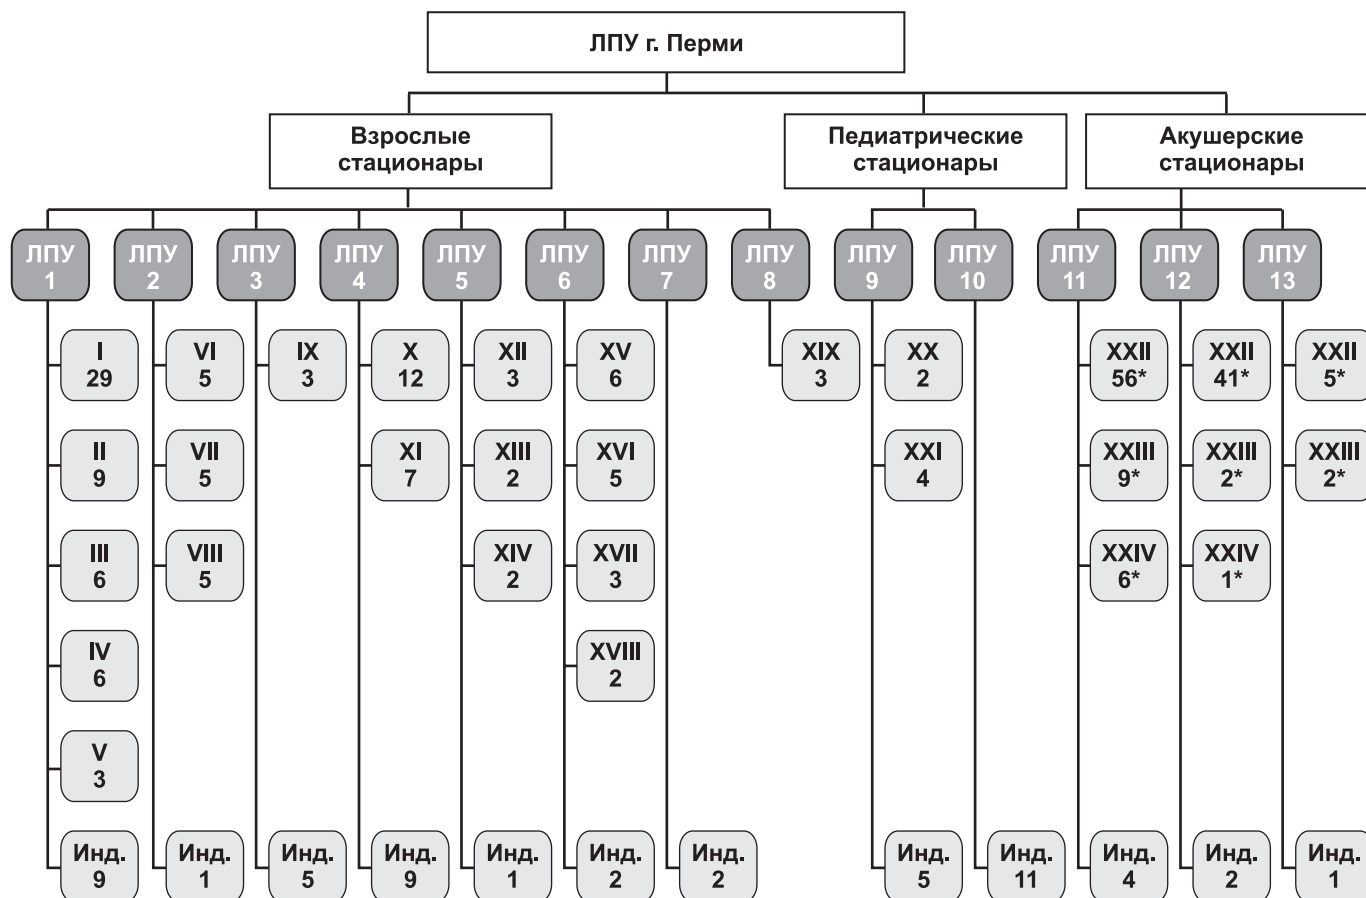 ЛПУ г. Перми
Взрослые
стационары
Педиатрические
стационары
Акушерские
стационары
ЛПУ
1
ЛПУ
2
ЛПУ
3
ЛПУ
4
ЛПУ
5
ЛПУ
6
ЛПУ
7
ЛПУ
8
ЛПУ
9
ЛПУ
10
ЛПУ
11
ЛПУ
12
ЛПУ
13
I
29
VI
5
IX
3
X
12
XII
3
XV
6
XIX
3
XX
2
XXII
56*
XXII
41*
XXII
5*
II
9
VII
5
XI
7
XIII
2
XVI
5
XXI
4
XXIII
9*
XXIII
2*
XXIII
2*
III
6
VIII
5
XIV
2
XVII
3
XXIV
6*
XXIV
1*
IV
6
XVIII
2
V
3
Инд.
9
Инд.
1
Инд.
5
Инд.
9
Инд.
1
Инд.
2
Инд.
2
Инд.
5
Инд.
11
Инд.
4
Инд.
2
Инд.
1